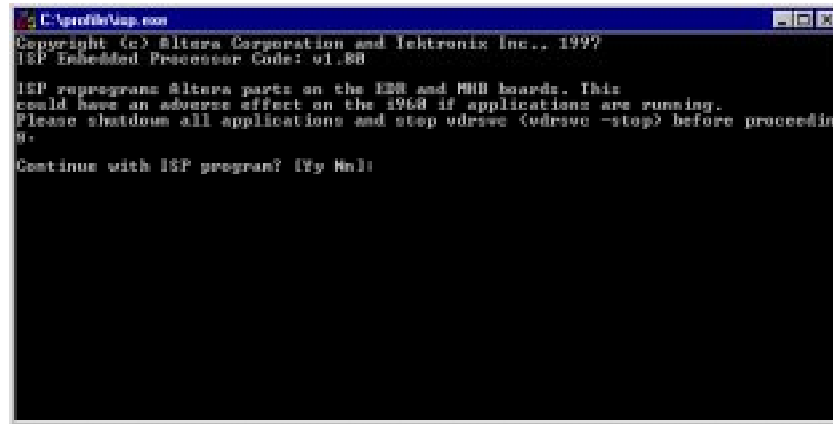 C:\profile\isp.exe
Copyright (c) Altera Corporation and Tektronix Inc., 1997
ISP Embedded Processor Code: v1.80
ISP reprograms Altera parts on the EDR and MHB boards. This
could have an adverse effect on the i960 if applications are running.
Please shutdown all applications and stop vdrsvc (vdrsvc -stop) before proceedin
g.
Continue with ISP program? [Yy Nn]: